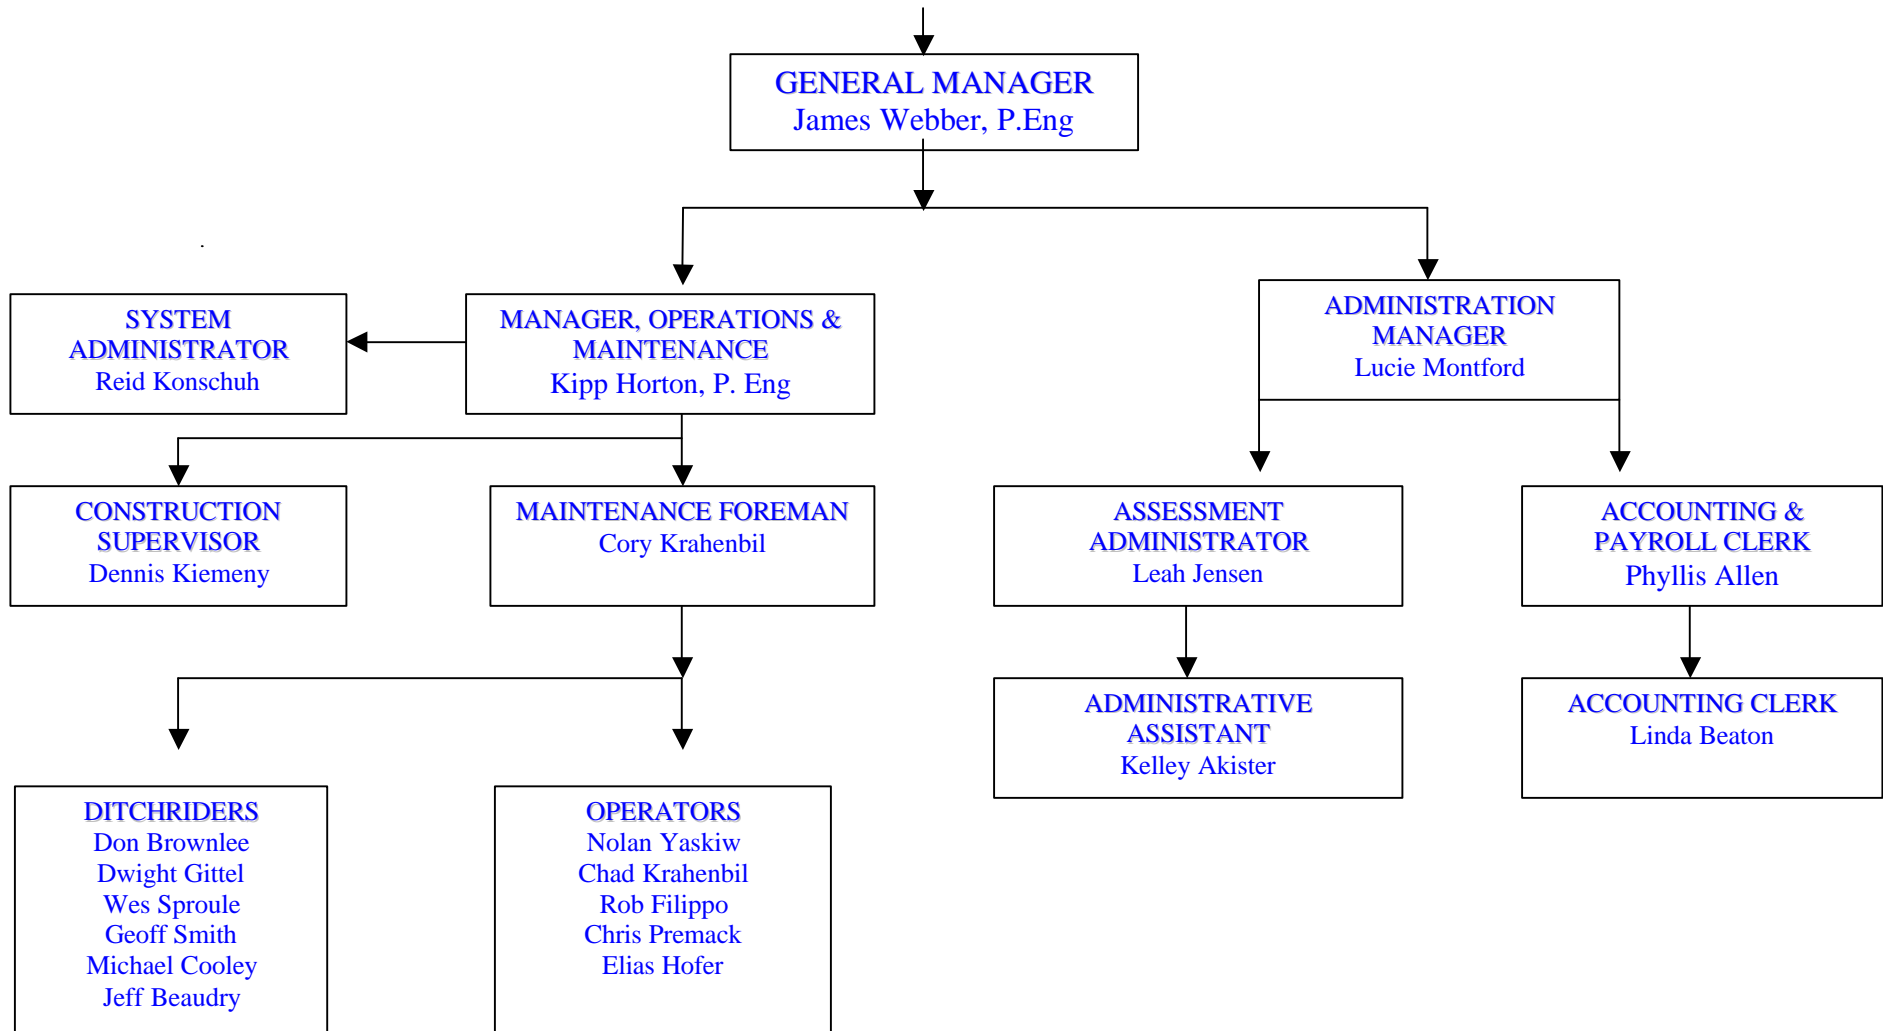 GENERAL MANAGER
James Webber, P.Eng
SYSTEM
ADMINISTRATOR
Reid Konschuh
MANAGER, OPERATIONS &
MAINTENANCE
Kipp Horton, P. Eng
ADMINISTRATION
MANAGER
Lucie Montford
CONSTRUCTION
SUPERVISOR
Dennis Kiemeny
MAINTENANCE FOREMAN
Cory Krahenbil
ASSESSMENT
ADMINISTRATOR
Leah Jensen
ACCOUNTING &
PAYROLL CLERK
Phyllis Allen
ADMINISTRATIVE
ASSISTANT
Kelley Akister
ACCOUNTING CLERK
Linda Beaton
DITCHRIDERS
Don Brownlee
Dwight Gittel
Wes Sproule
Geoff Smith
Michael Cooley
Jeff Beaudry
OPERATORS
Nolan Yaskiw
Chad Krahenbil
Rob Filippo
Chris Premack
Elias Hofer